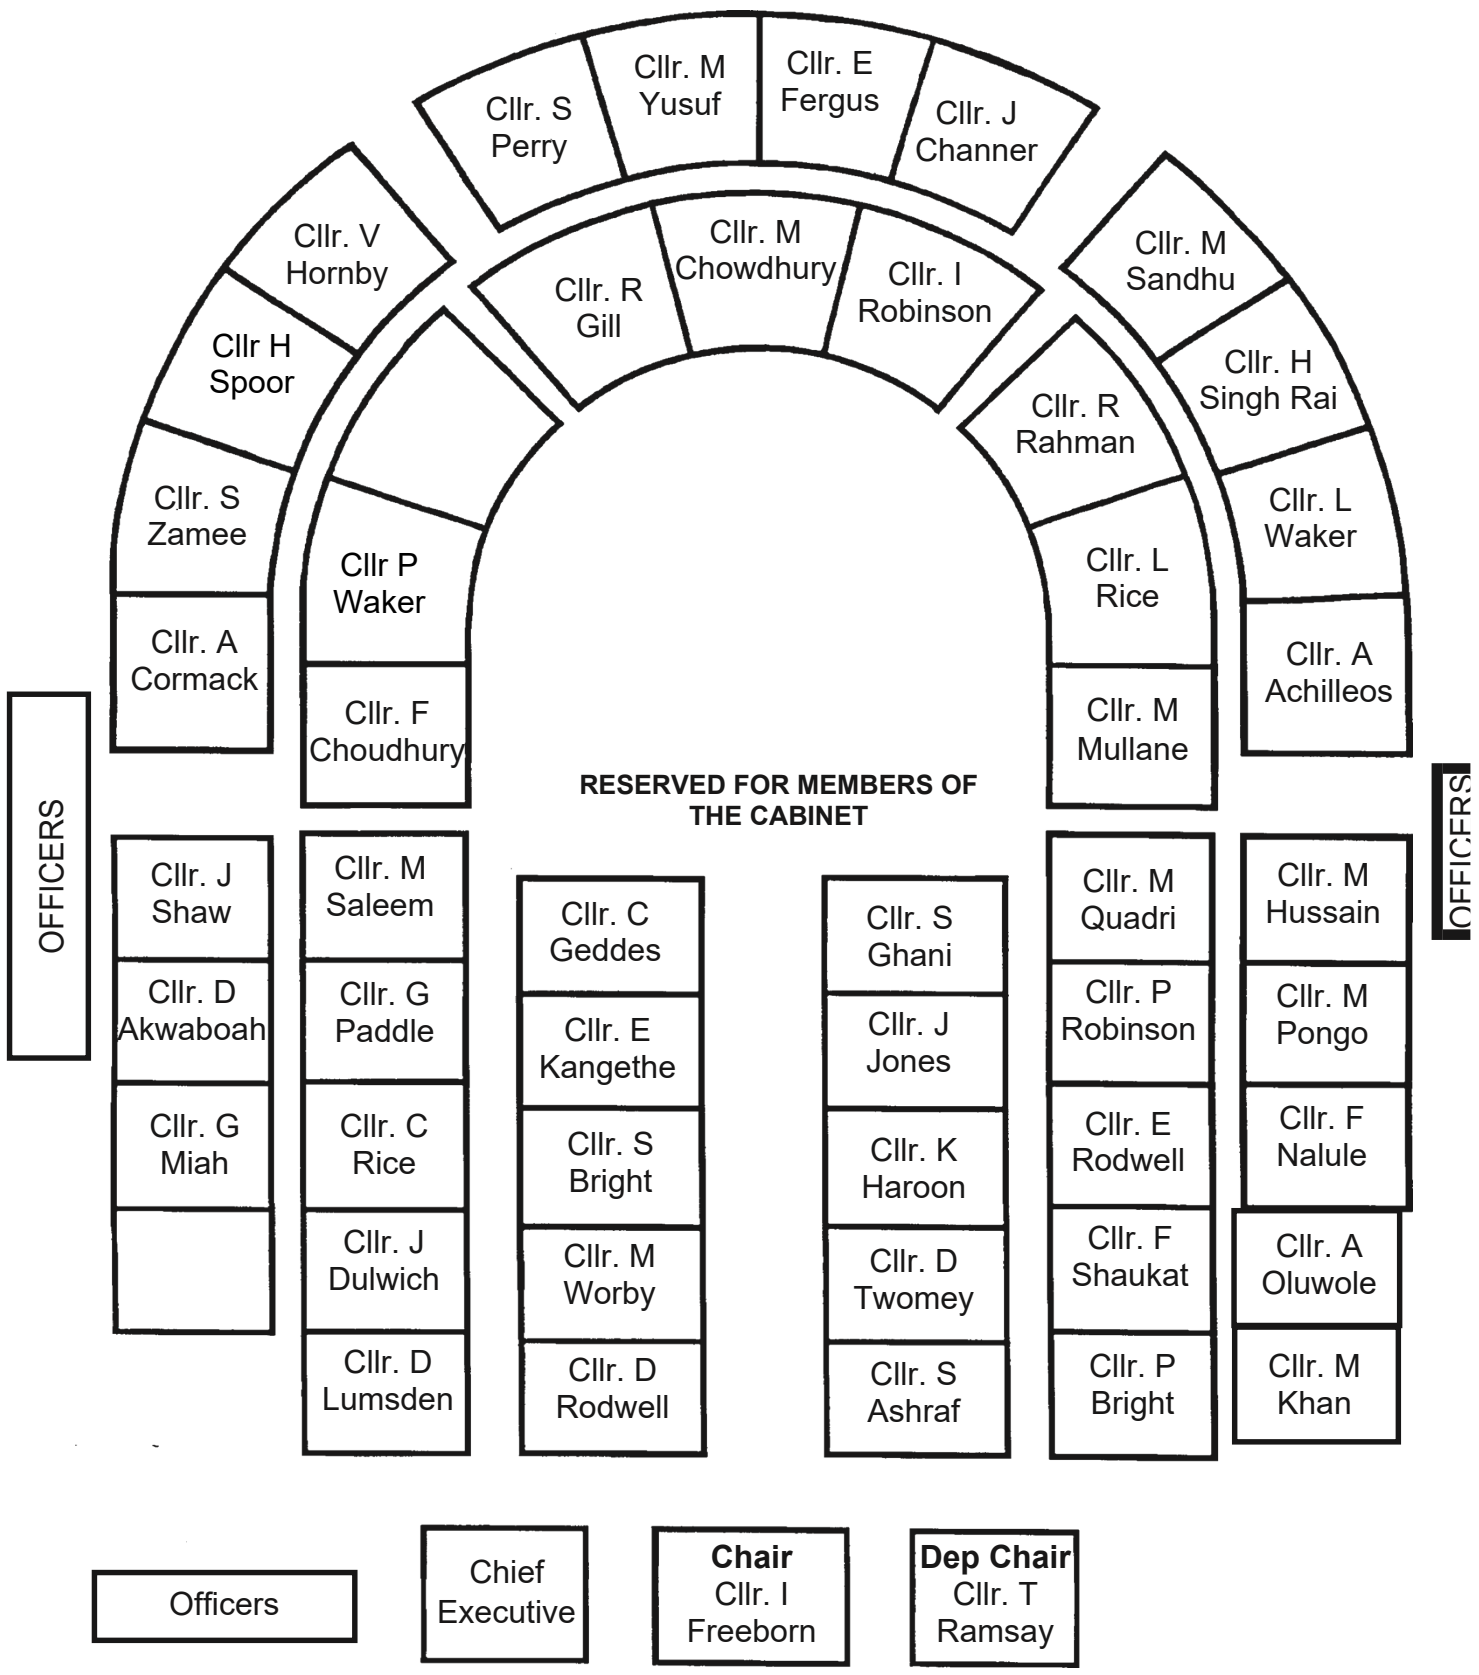 Cllr. S
Perry
Cllr. M
Yusuf
Cllr. E
Fergus
Cllr. J
Channer
Cllr. V
Hornby
Cllr H
Spoor
Cllr. S
Zamee
Cllr. A
Cormack
Cllr. R
Gill
Cllr. M
Chowdhury
Cllr. I
Robinson
Cllr. M
Sandhu
Cllr. H
Singh Rai
Cllr. L
Waker
Cllr. A
Achilleos
Cllr P
Waker
Cllr. F
Choudhury
Cllr. R
Rahman
Cllr. L
Rice
Cllr. M
Mullane
RESERVED FOR MEMBERS OF
THE CABINET
OFFICERS
OFFICERS
Cllr. J
Shaw
Cllr. D
Akwaboah
Cllr. G
Miah
Cllr. M
Saleem
Cllr. G
Paddle
Cllr. C
Rice
Cllr. J
Dulwich
Cllr. D
Lumsden
Cllr. C
Geddes
Cllr. E
Kangethe
Cllr. S
Bright
Cllr. M
Worby
Cllr. D
Rodwell
Cllr. S
Ghani
Cllr. J
Jones
Cllr. K
Haroon
Cllr. D
Twomey
Cllr. S
Ashraf
Cllr. M
Quadri
Cllr. P
Robinson
Cllr. E
Rodwell
Cllr. F
Shaukat
Cllr. P
Bright
Cllr. M
Hussain
Cllr. M
Pongo
Cllr. F
Nalule
Cllr. A
Oluwole
Cllr. M
Khan
Officers
Chief
Executive
Chair
Cllr. I
Freeborn
Dep Chair
Cllr. T
Ramsay